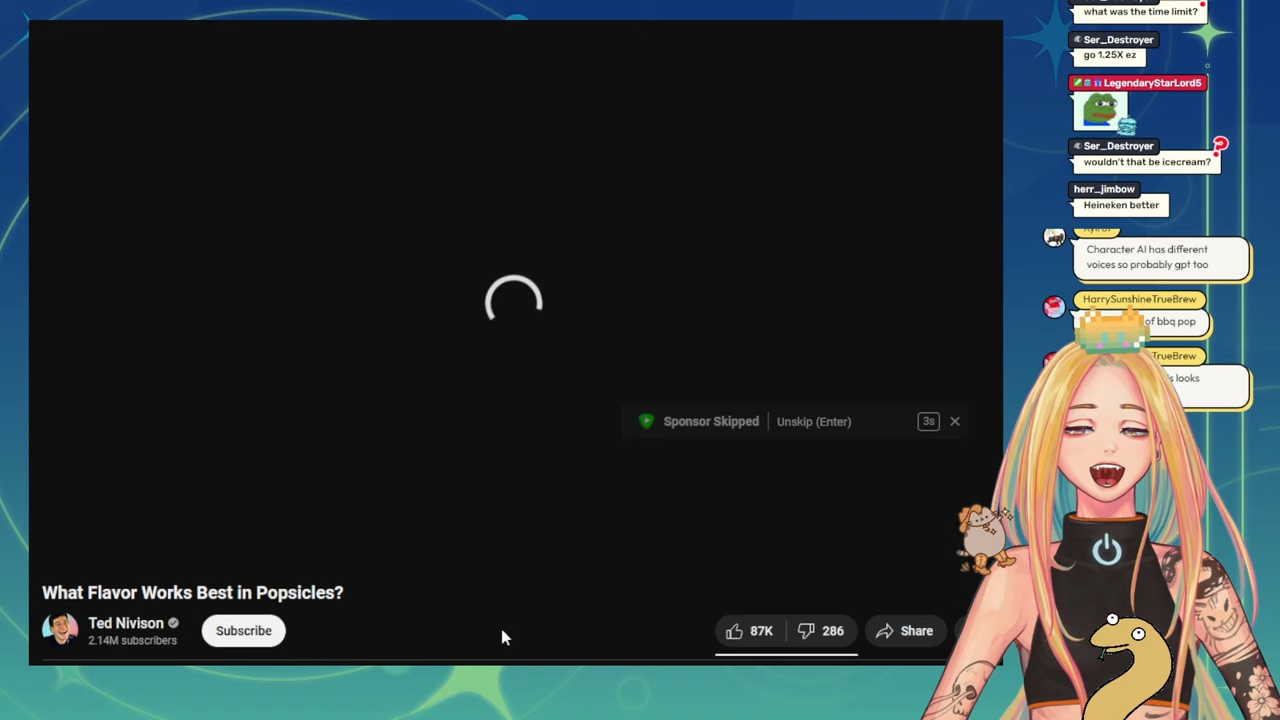 what was the time limit?
Ser_Destroyer
go 1.25X ez
LegendaryStarLord5
Ser_Destroyer
wouldn't that be icecream?
herr_jimbow
Heineken better
Character AI has different
voices so probably gpt too
HarrySunshineTrueBrew
of bbq pop
TrueBrew
looks
Sponsor Skipped
Unskip (Enter)
3s
What Flavor Works Best in Popsicles?
Ted Nivison
2.14M subscribers
Subscribe
87K
286
Share